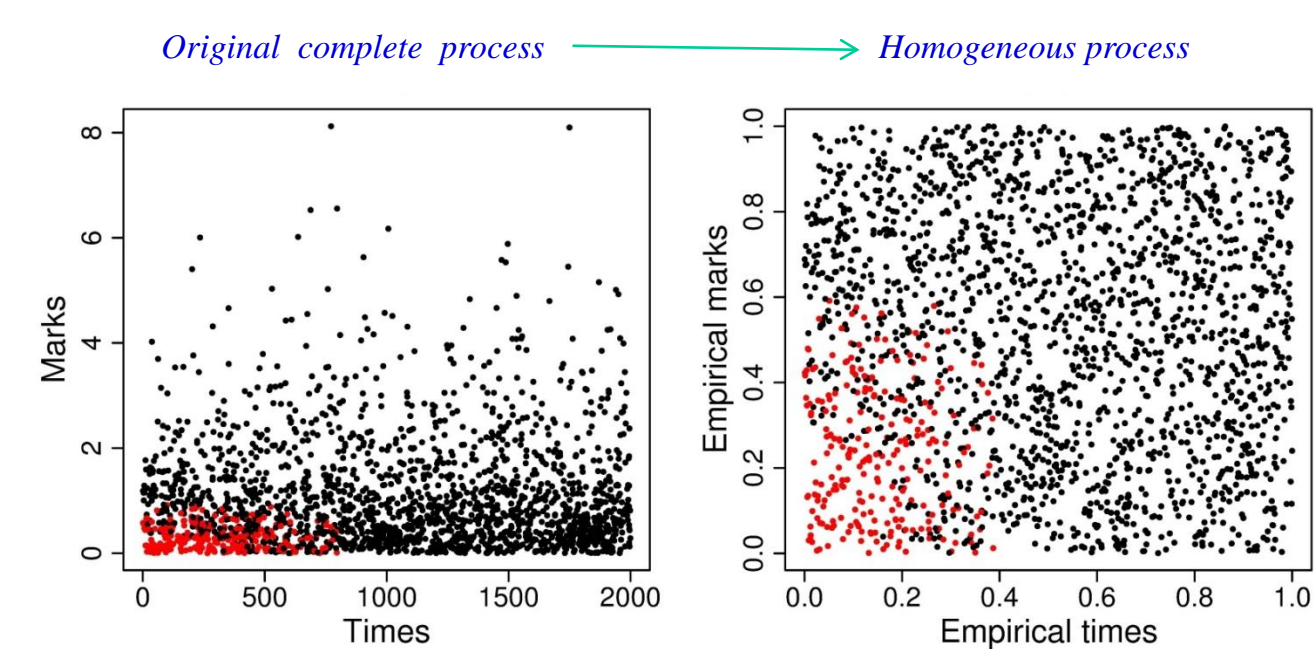 Original complete process
Homogeneous process
Marks
0 2 4 6 8
0 500 1000 1500 2000
Times
Empirical marks
0.0 0.2 0.4 0.6 0.8 1.0
0.0 0.2 0.4 0.6 0.8 1.0
Empirical times